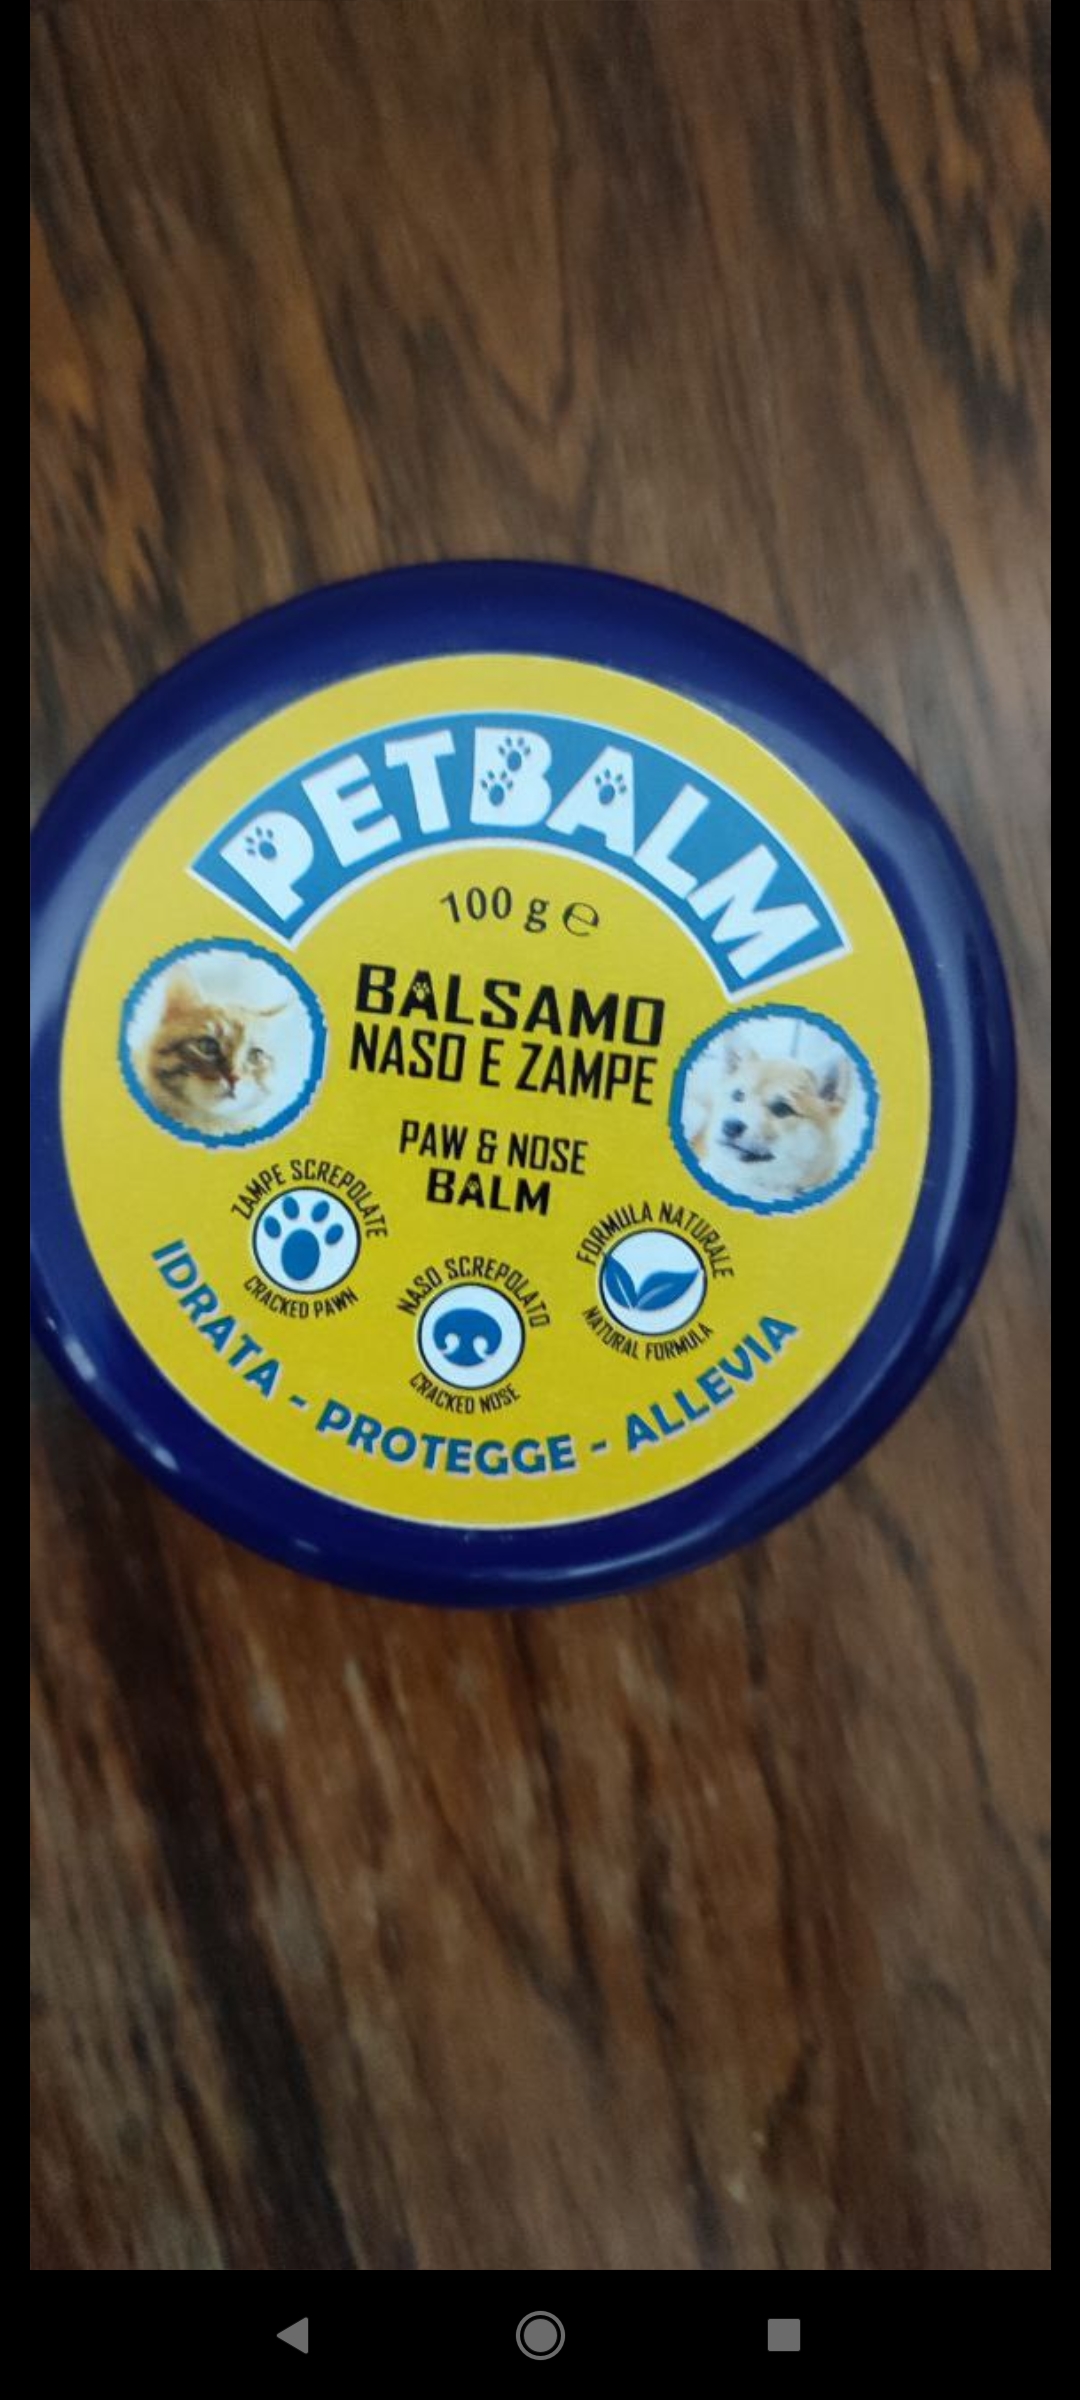 PETBALM
100 g ℮
BALSAMO
NASO E ZAMPE
PAW & NOSE
BALM
ZAMPE SCREPOLATE
CRACKED PAWN
NASO SCREPOLATO
CRACKED NOSE
FORMULA NATURALE
NATURAL FORMULA
IDRATA - PROTEGGE - ALLEVIA